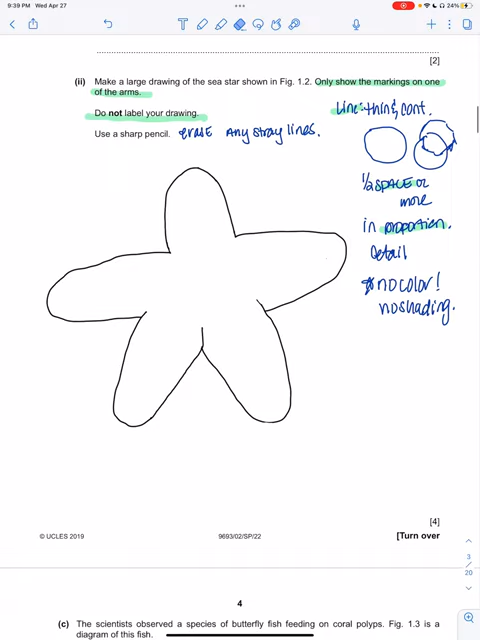 9:39 PM Wed Apr 27
24%
[2]
(ii) Make a large drawing of the sea star shown in Fig. 1.2. Only show the markings on one
of the arms.
Line: thin & cont.
Do not label your drawing.
Use a sharp pencil. erase any stray lines.
1/2 SPACE or
more
in proportion.
Detail
*no color!
no shading.
[4]
© UCLES 2019
9693/02/SP/22
[Turn over
3
/
20
4
(c) The scientists observed a species of butterfly fish feeding on coral polyps. Fig. 1.3 is a
diagram of this fish.